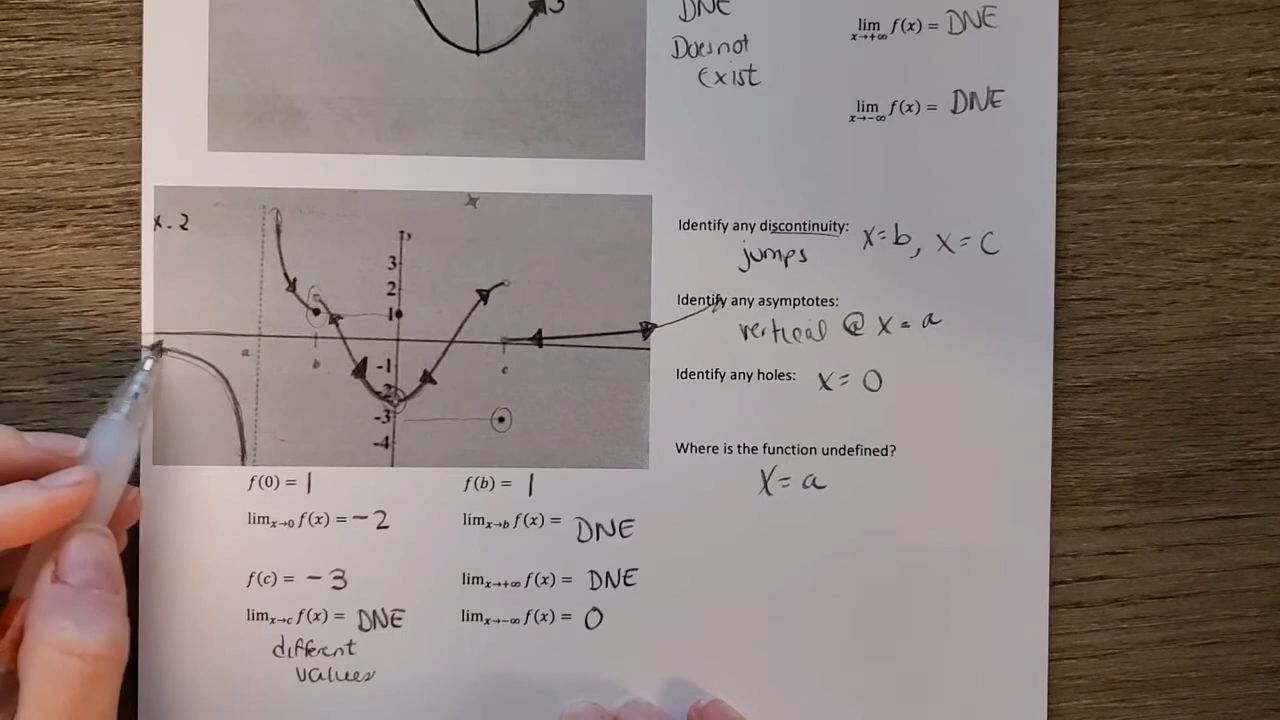 DNE
Does not
Exist
lim x→+∞ f(x) = DNE
lim x→-∞ f(x) = DNE
x. 2
3
2
1
-1
-2
-3
-4
a
b
c
Identify any discontinuity: x=b, x=c
jumps
Identify any asymptotes:
vertical @ x=a
Identify any holes: x=0
Where is the function undefined?
x=a
f(0) = 1
lim x→0 f(x) = -2
f(c) = -3
lim x→c f(x) = DNE
different
values
f(b) = 1
lim x→b f(x) = DNE
lim x→+∞ f(x) = DNE
lim x→-∞ f(x) = 0